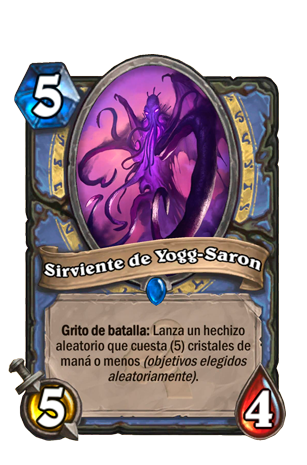 5
Sirviente de Yogg-Saron
Grito de batalla: Lanza un hechizo
aleatorio que cuesta (5) cristales de
maná o menos (objetivos elegidos
aleatoriamente).
5
4